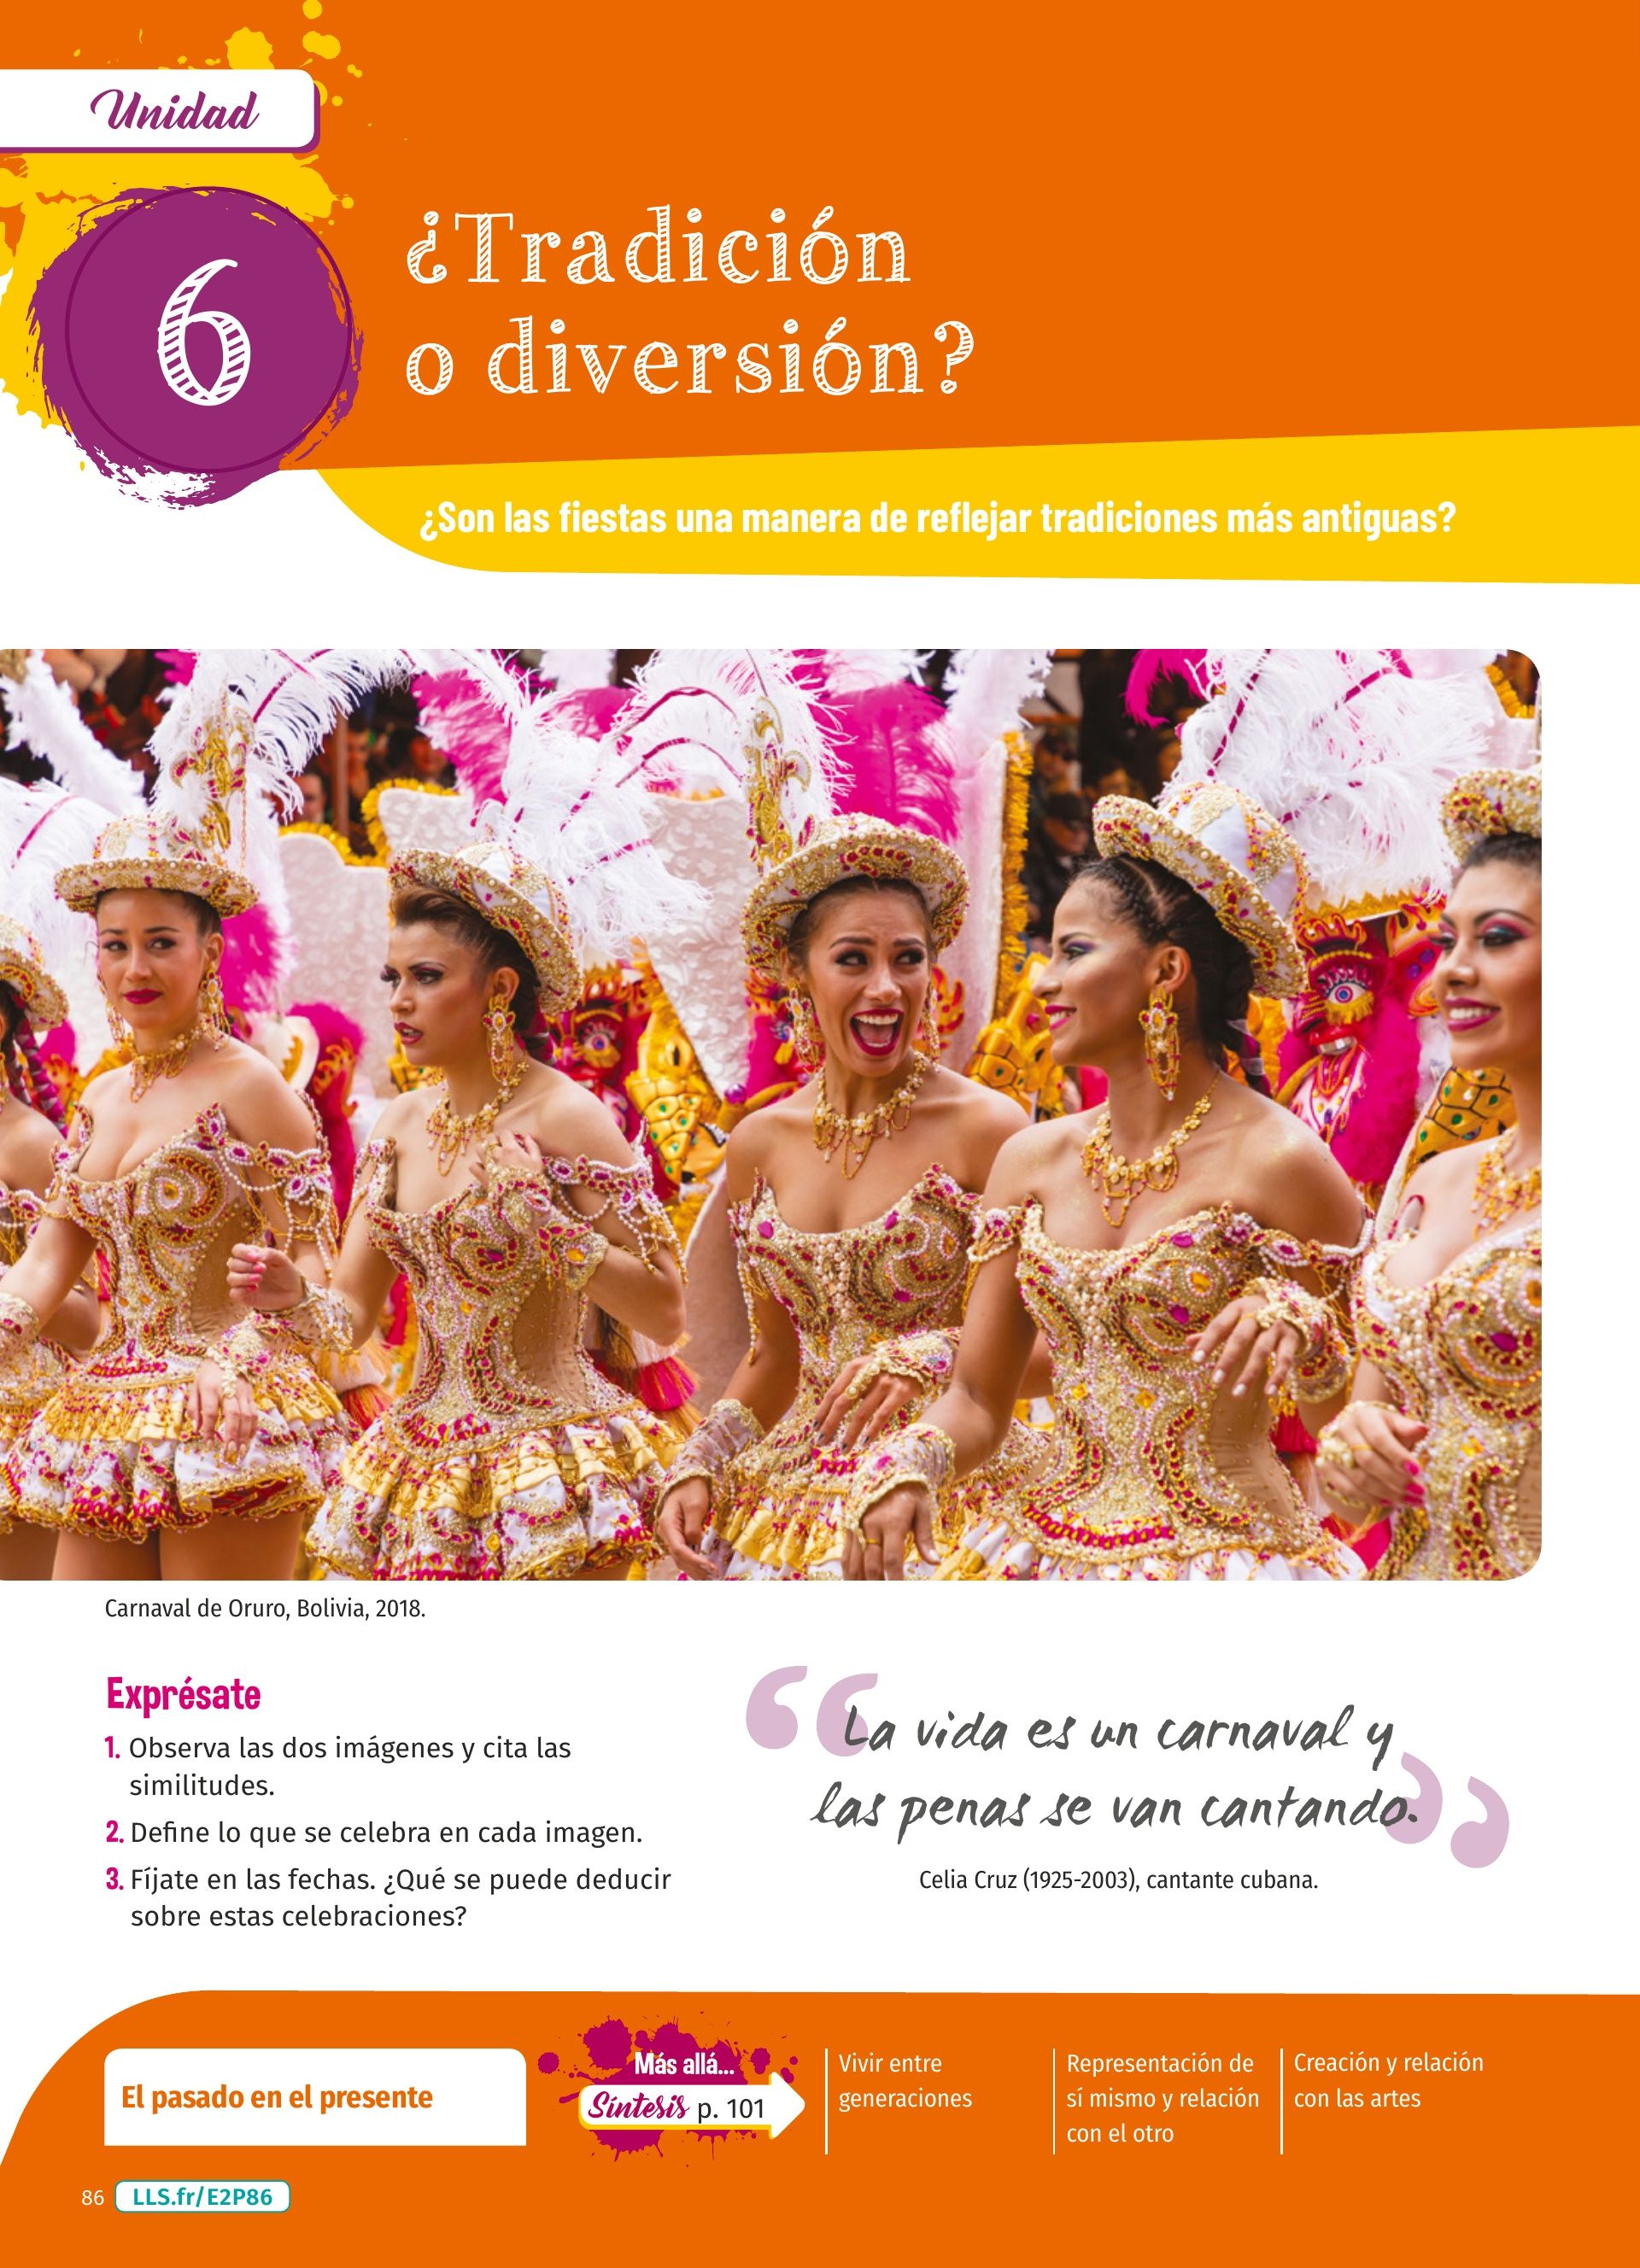 Unidad
6
¿Tradición
o diversión?
¿Son las fiestas una manera de reflejar tradiciones más antiguas?
Carnaval de Oruro, Bolivia, 2018.
Exprésate
1. Observa las dos imágenes y cita las
similitudes.
2. Define lo que se celebra en cada imagen.
3. Fíjate en las fechas. ¿Qué se puede deducir
sobre estas celebraciones?
“La vida es un carnaval y
las penas se van cantando.”
Celia Cruz (1925-2003), cantante cubana.
El pasado en el presente
Más allá...
Síntesis p. 101
Vivir entre
generaciones
Representación de
sí mismo y relación
con el otro
Creación y relación
con las artes
86 LLS.fr/E2P86